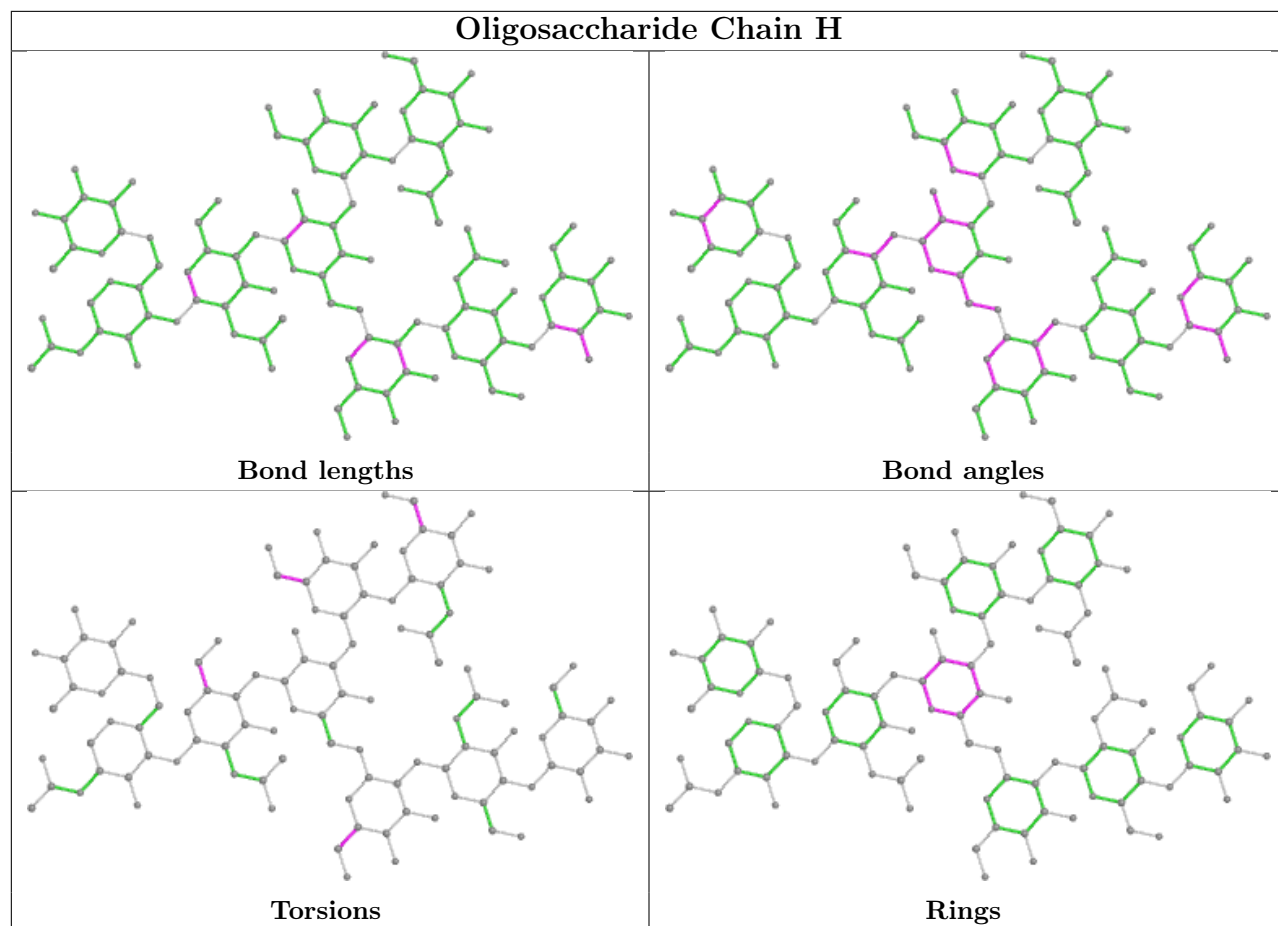 Oligosaccharide Chain H
Bond lengths
Bond angles
Torsions
Rings